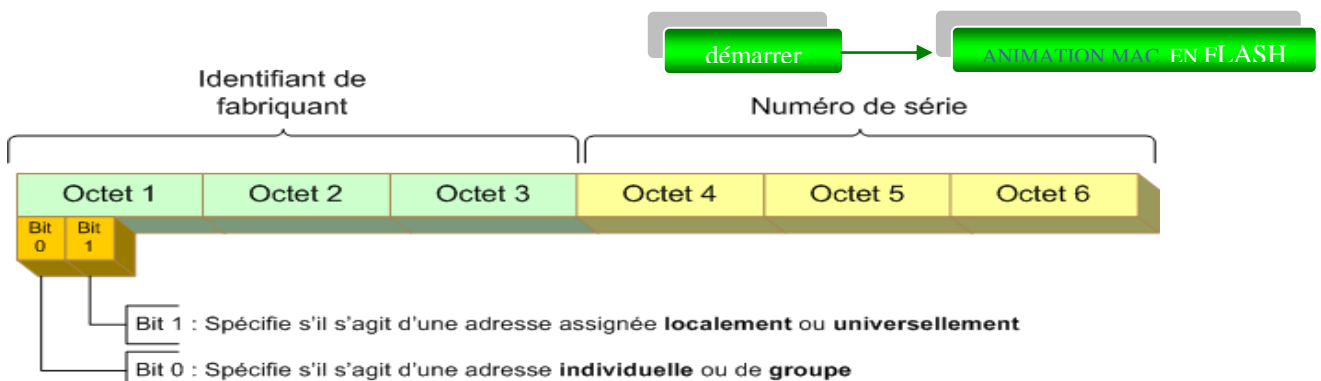 démarrer
ANIMATION MAC EN FLASH
Identifiant de
fabriquant
Numéro de série
Octet 1
Octet 2
Octet 3
Octet 4
Octet 5
Octet 6
Bit
0
Bit
1
Bit 1 : Spécifie s'il s'agit d'une adresse assignée localement ou universellement
Bit 0 : Spécifie s'il s'agit d'une adresse individuelle ou de groupe